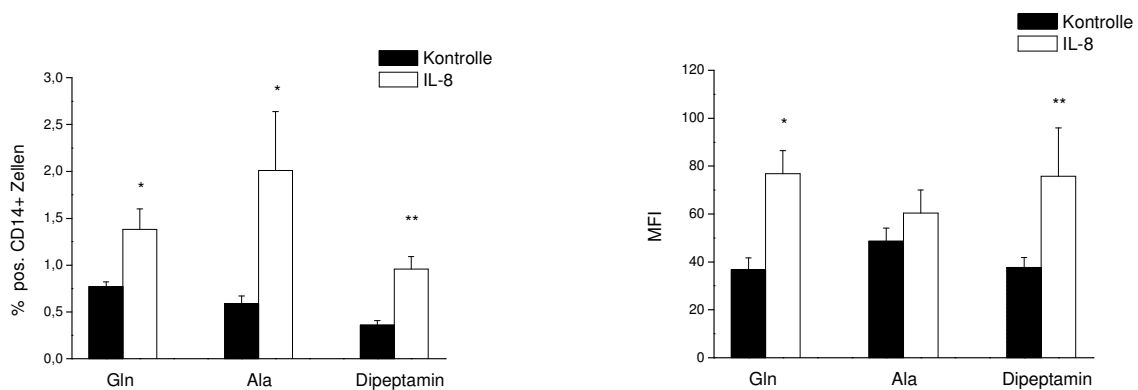 Kontrolle
IL-8
3,0
2,5
2,0
1,5
1,0
0,5
0,0
% pos. CD14+ Zellen
*
*
**
Gln Ala Dipeptamin
Kontrolle
IL-8
120
100
80
60
40
20
0
MFI
*
**
Gln Ala Dipeptamin